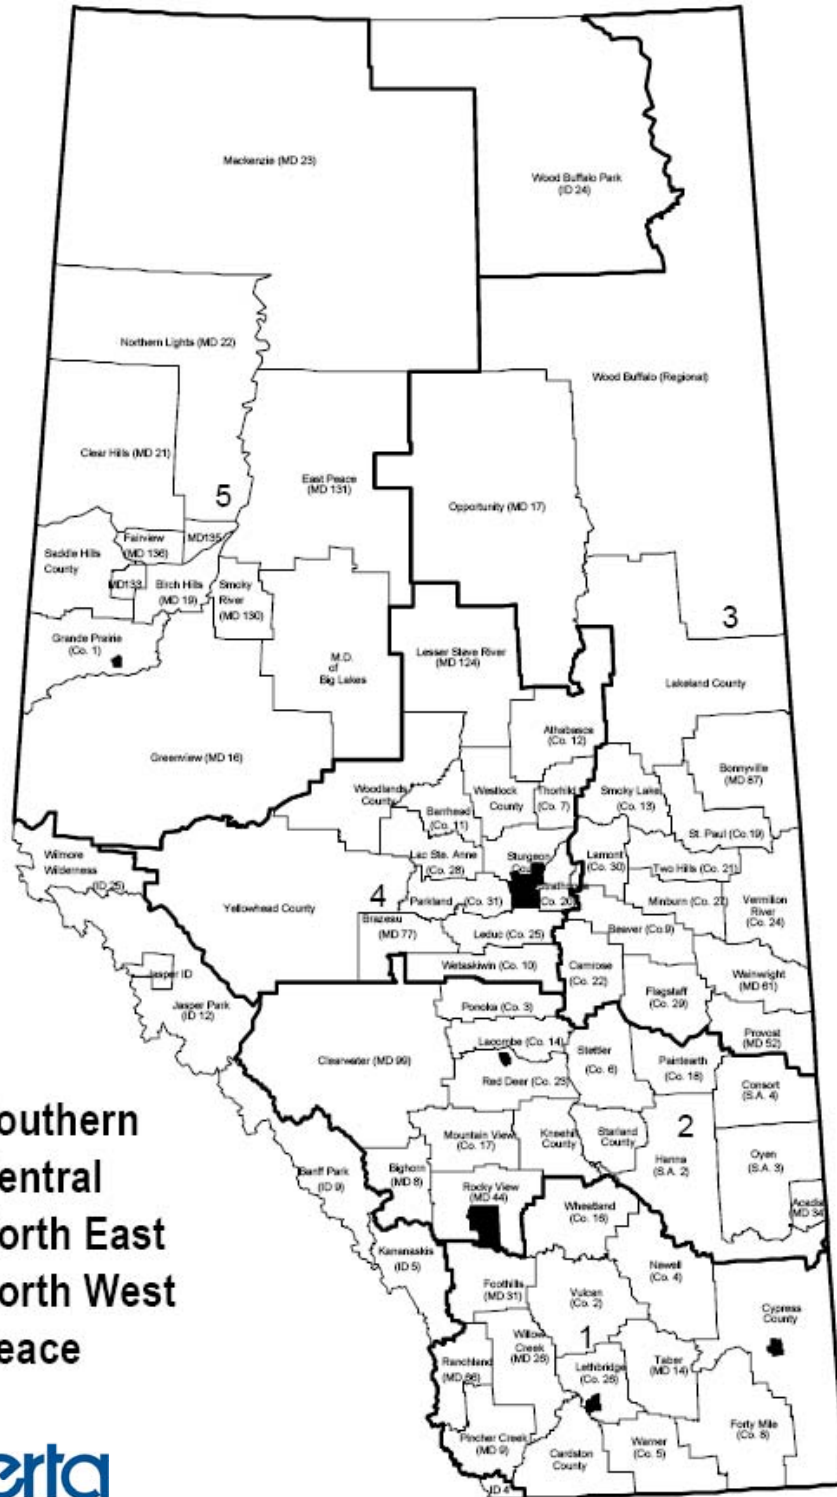 Mackenzie (MD 23)
Wood Buffalo Park
(ID 24)
Northern Lights (MD 22)
Wood Buffalo (Regional)
Clear Hills (MD 21)
East Peace
(MD 131)
5
Opportunity (MD 17)
Saddle Hills
County
Fairview
(MD 136)
MD135
MD133
Birch Hills
(MD 19)
Smoky
River
(MD 130)
3
Grande Prairie
(Co. 1)
M.D.
of
Big Lakes
Lesser Slave River
(MD 124)
Lakeland County
Greenview (MD 16)
Athabasca
(Co. 12)
Bonnyville
(MD 87)
Woodlands
County
Barrhead
(Co. 11)
Westlock
County
Thorhild
(Co. 7)
Smoky Lake
(Co. 13)
St. Paul (Co.19)
Wilmore
Wilderness
(ID 25)
Lac Ste. Anne
(Co. 28)
Sturgeon
Lamont
(Co. 30)
Two Hills (Co. 21)
Yellowhead County
4
Parkland
(Co. 31)
(Co. 20)
Minburn (Co. 27)
Vermilion
River
(Co. 24)
Brazeau
(MD 77)
Leduc (Co. 25)
Beaver (Co.9)
Wetaskiwin (Co. 10)
Camrose
(Co. 22)
Flagstaff
(Co. 29)
Wainwright
(MD 61)
Jasper ID
Jasper Park
(ID 12)
Ponoka (Co. 3)
Provost
(MD 52)
Clearwater (MD 99)
Lacombe (Co. 14)
Stettler
(Co. 6)
Paintearth
(Co. 18)
Red Deer (Co. 23)
Consort
(S.A. 4)
Mountain View
(Co. 17)
Kneehill
County
Starland
County
2
Hanna
(S.A. 2)
Oyen
(S.A. 3)
Banff Park
(ID 9)
Bighorn
(MD 8)
Rocky View
(MD 44)
Acadia
(MD 34)
Wheatland
(Co. 16)
Kananaskis
(ID 5)
Foothills
(MD 31)
Vulcan
(Co. 2)
Newell
(Co. 4)
Cypress
County
1
Willow
Creek
(MD 26)
Ranchland
(MD 66)
Lethbridge
(Co. 26)
Taber
(MD 14)
Pincher Creek
(MD 9)
Cardston
County
Warner
(Co. 5)
Forty Mile
(Co. 8)
ID 4
outhern
entral
orth East
orth West
eace
erta